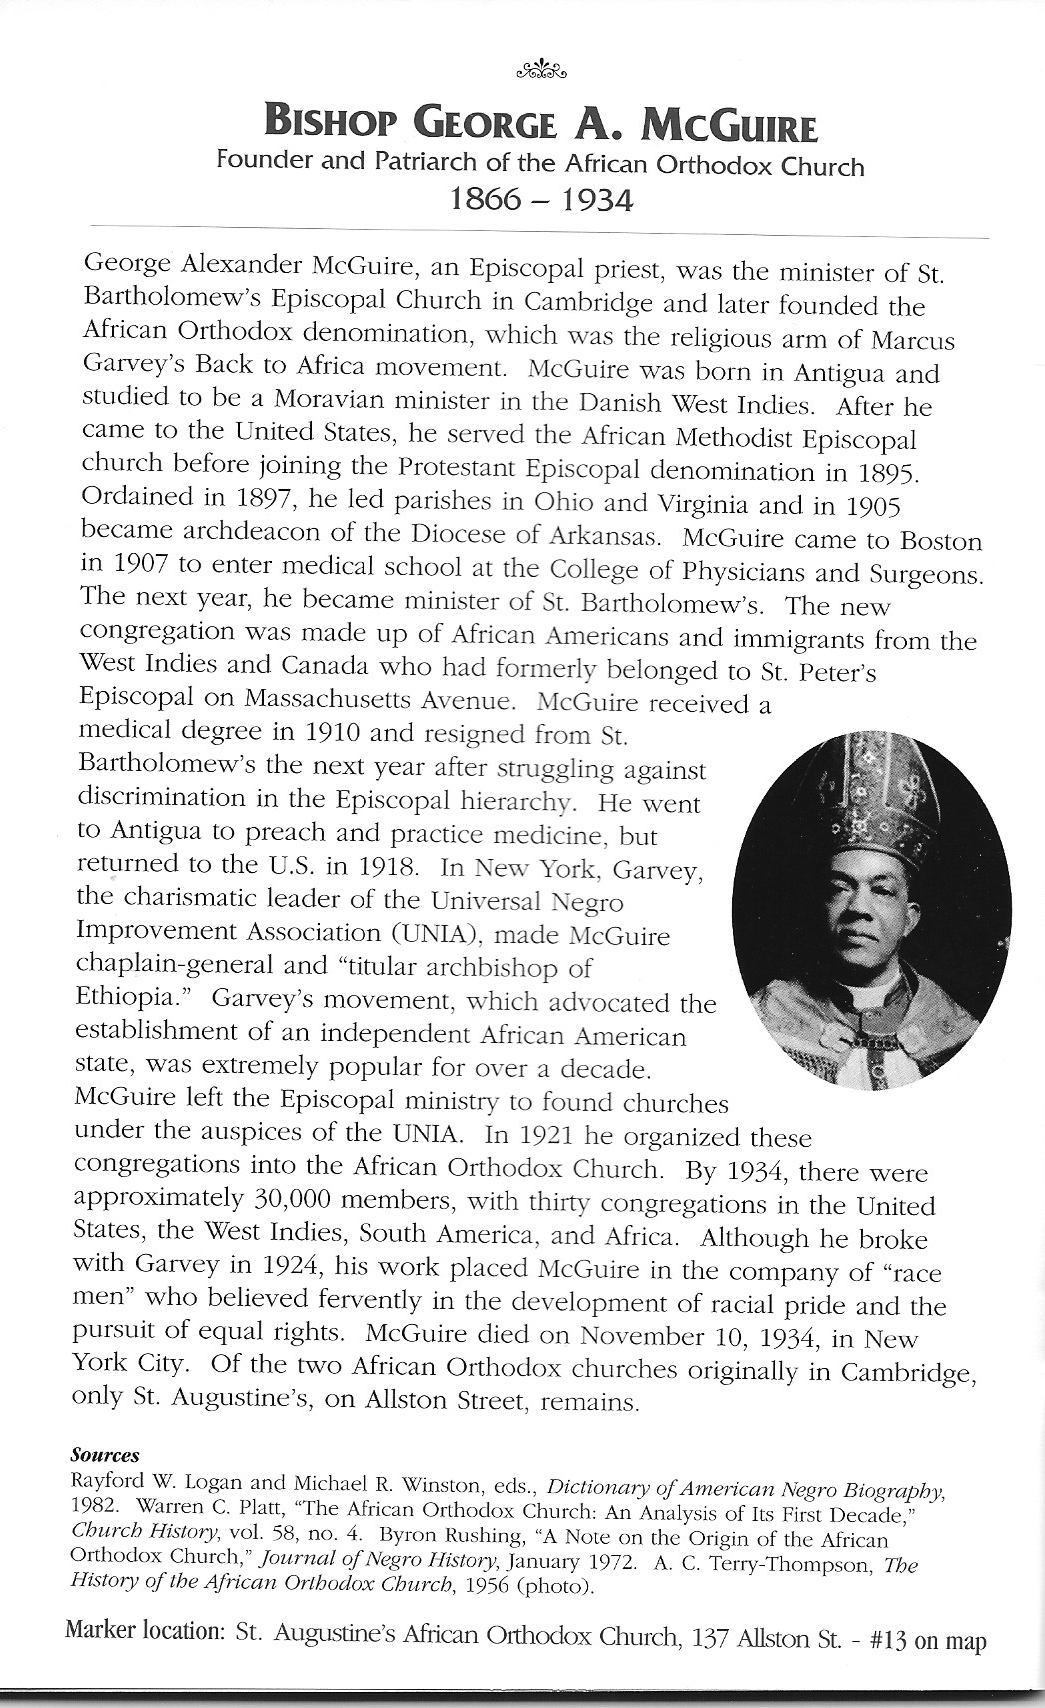 BISHOP GEORGE A. MCGUIRE
Founder and Patriarch of the African Orthodox Church
1866 – 1934
George Alexander McGuire, an Episcopal priest, was the minister of St.
Bartholomew's Episcopal Church in Cambridge and later founded the
African Orthodox denomination, which was the religious arm of Marcus
Garvey's Back to Africa movement. McGuire was born in Antigua and
studied to be a Moravian minister in the Danish West Indies. After he
came to the United States, he served the African Methodist Episcopal
church before joining the Protestant Episcopal denomination in 1895.
Ordained in 1897, he led parishes in Ohio and Virginia and in 1905
became archdeacon of the Diocese of Arkansas. McGuire came to Boston
in 1907 to enter medical school at the College of Physicians and Surgeons.
The next year, he became minister of St. Bartholomew's. The new
congregation was made up of African Americans and immigrants from the
West Indies and Canada who had formerly belonged to St. Peter's
Episcopal on Massachusetts Avenue. McGuire received a
medical degree in 1910 and resigned from St.
Bartholomew's the next year after struggling against
discrimination in the Episcopal hierarchy. He went
to Antigua to preach and practice medicine, but
returned to the U.S. in 1918. In New York, Garvey,
the charismatic leader of the Universal Negro
Improvement Association (UNIA), made McGuire
chaplain-general and "titular archbishop of
Ethiopia." Garvey's movement, which advocated the
establishment of an independent African American
state, was extremely popular for over a decade.
McGuire left the Episcopal ministry to found churches
under the auspices of the UNIA. In 1921 he organized these
congregations into the African Orthodox Church. By 1934, there were
approximately 30,000 members, with thirty congregations in the United
States, the West Indies, South America, and Africa. Although he broke
with Garvey in 1924, his work placed McGuire in the company of "race
men" who believed fervently in the development of racial pride and the
pursuit of equal rights. McGuire died on November 10, 1934, in New
York City. Of the two African Orthodox churches originally in Cambridge,
only St. Augustine's, on Allston Street, remains.
Sources
Rayford W. Logan and Michael R. Winston, eds., Dictionary of American Negro Biography,
1982. Warren C. Platt, "The African Orthodox Church: An Analysis of Its First Decade,"
Church History, vol. 58, no. 4. Byron Rushing, "A Note on the Origin of the African
Orthodox Church," Journal of Negro History, January 1972. A. C. Terry-Thompson, The
History of the African Orthodox Church, 1956 (photo).
Marker location: St. Augustine's African Orthodox Church, 137 Allston St. - #13 on map